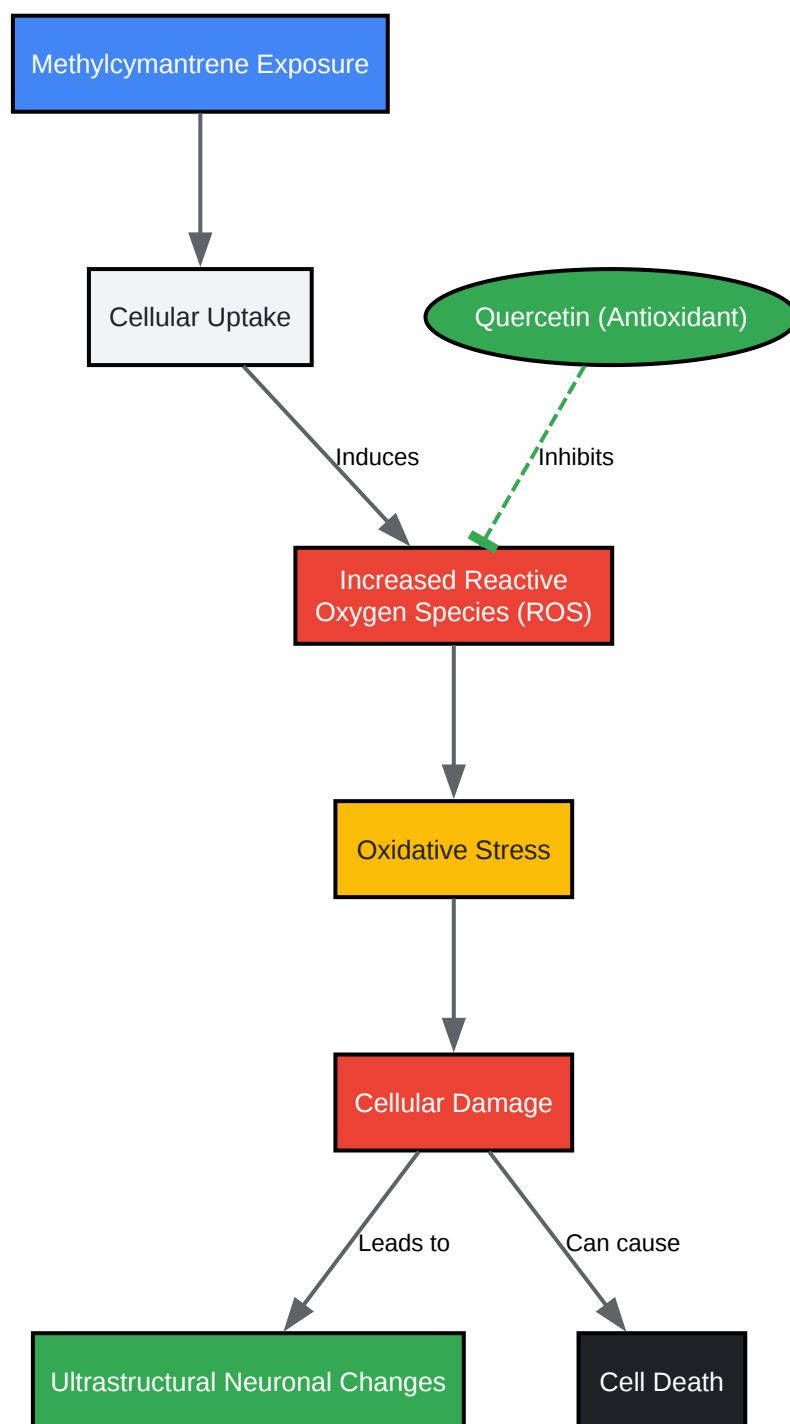 Methylcymantrene Exposure
Cellular Uptake
Quercetin (Antioxidant)
Induces
Inhibits
Increased Reactive
Oxygen Species (ROS)
Oxidative Stress
Cellular Damage
Leads to
Can cause
Ultrastructural Neuronal Changes
Cell Death